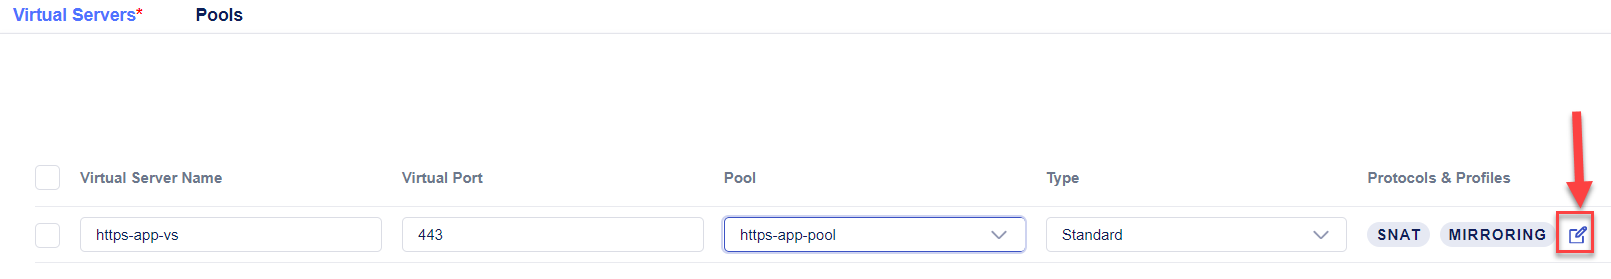 Virtual Servers* Pools
Virtual Server Name Virtual Port Pool Type Protocols & Profiles
https-app-vs 443 https-app-pool Standard SNAT MIRRORING